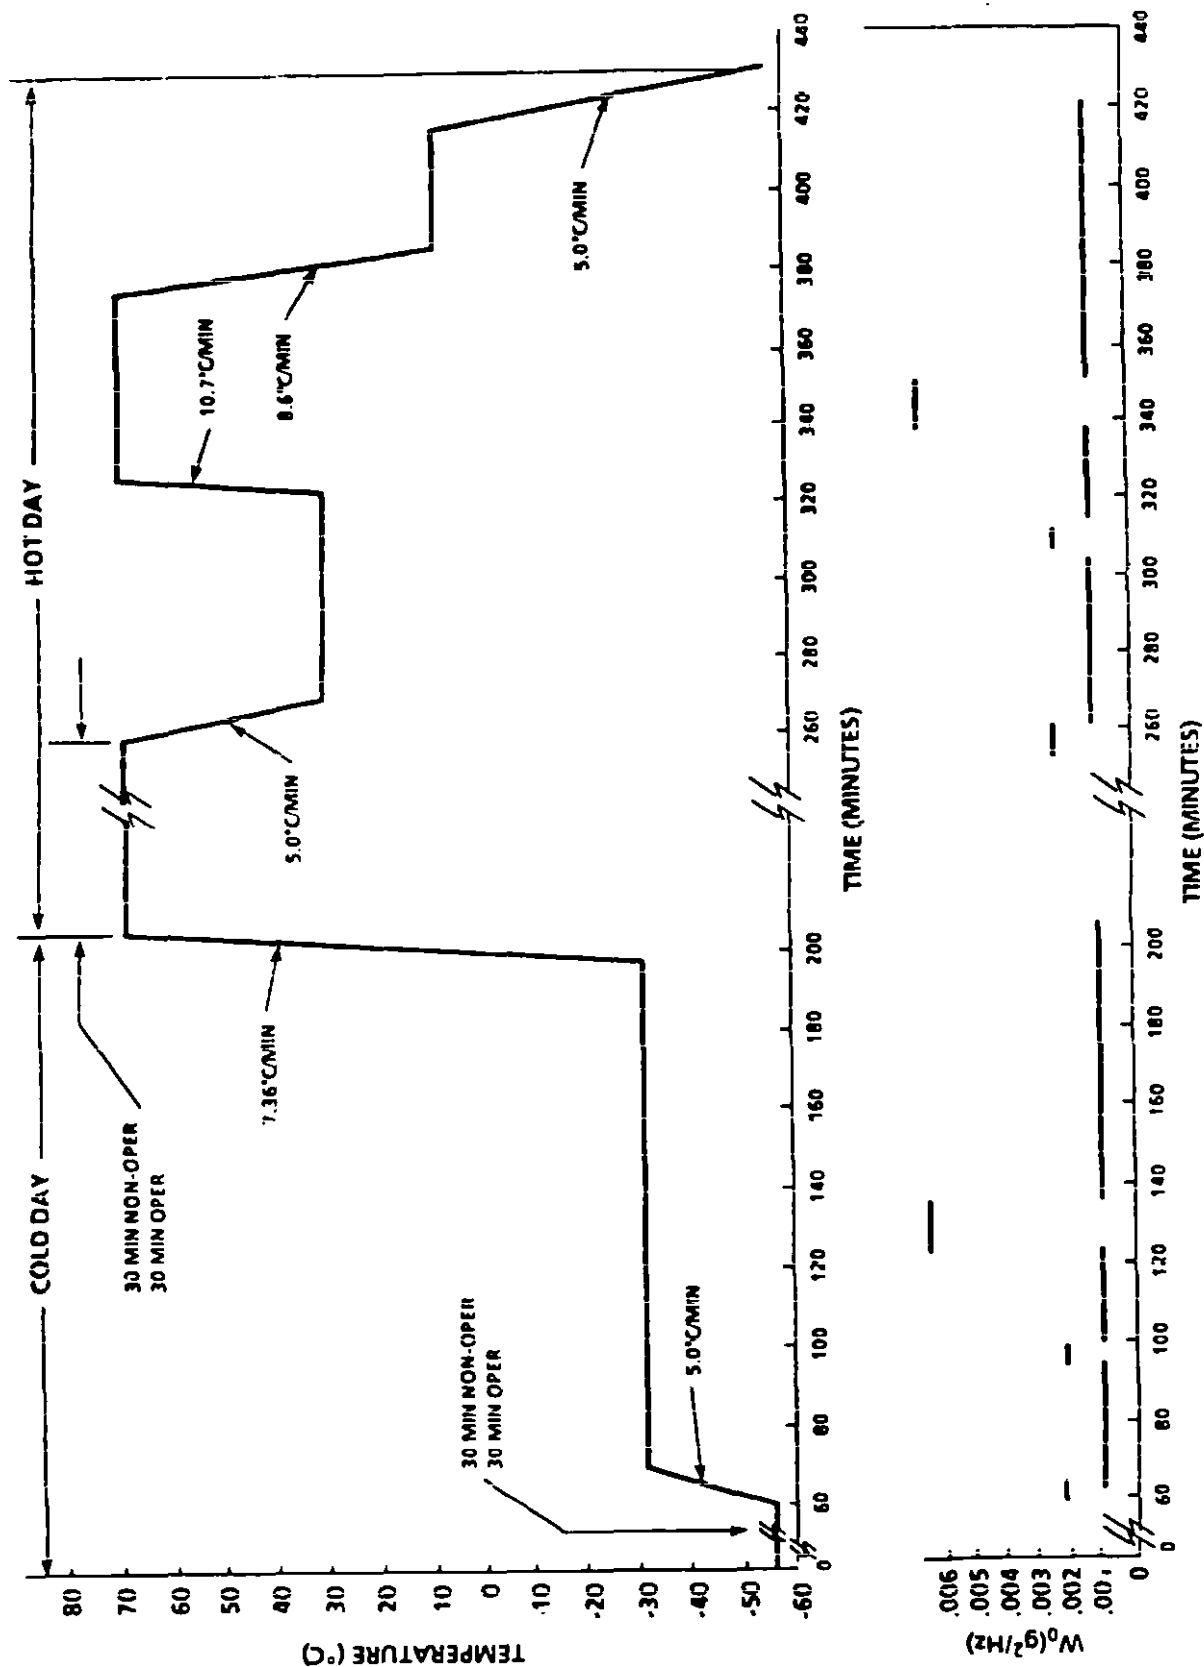 COLD DAY
HOT DAY
30 MIN NON-OPER
30 MIN OPER
7.36°C/MIN
5.0°C/MIN
10.7°C/MIN
8.6°C/MIN
5.0°C/MIN
30 MIN NON-OPER
30 MIN OPER
5.0°C/MIN
TEMPERATURE (°C)
80
70
60
50
40
30
20
10
0
-10
-20
-30
-40
-50
-60
0 60 80 100 120 140 160 180 200 260 280 300 320 340 360 380 400 420 440
TIME (MINUTES)
W₀(g²/Hz)
.006
.005
.004
.003
.002
.001
0
0 60 80 100 120 140 160 180 200 260 280 300 320 340 360 380 400 420 440
TIME (MINUTES)